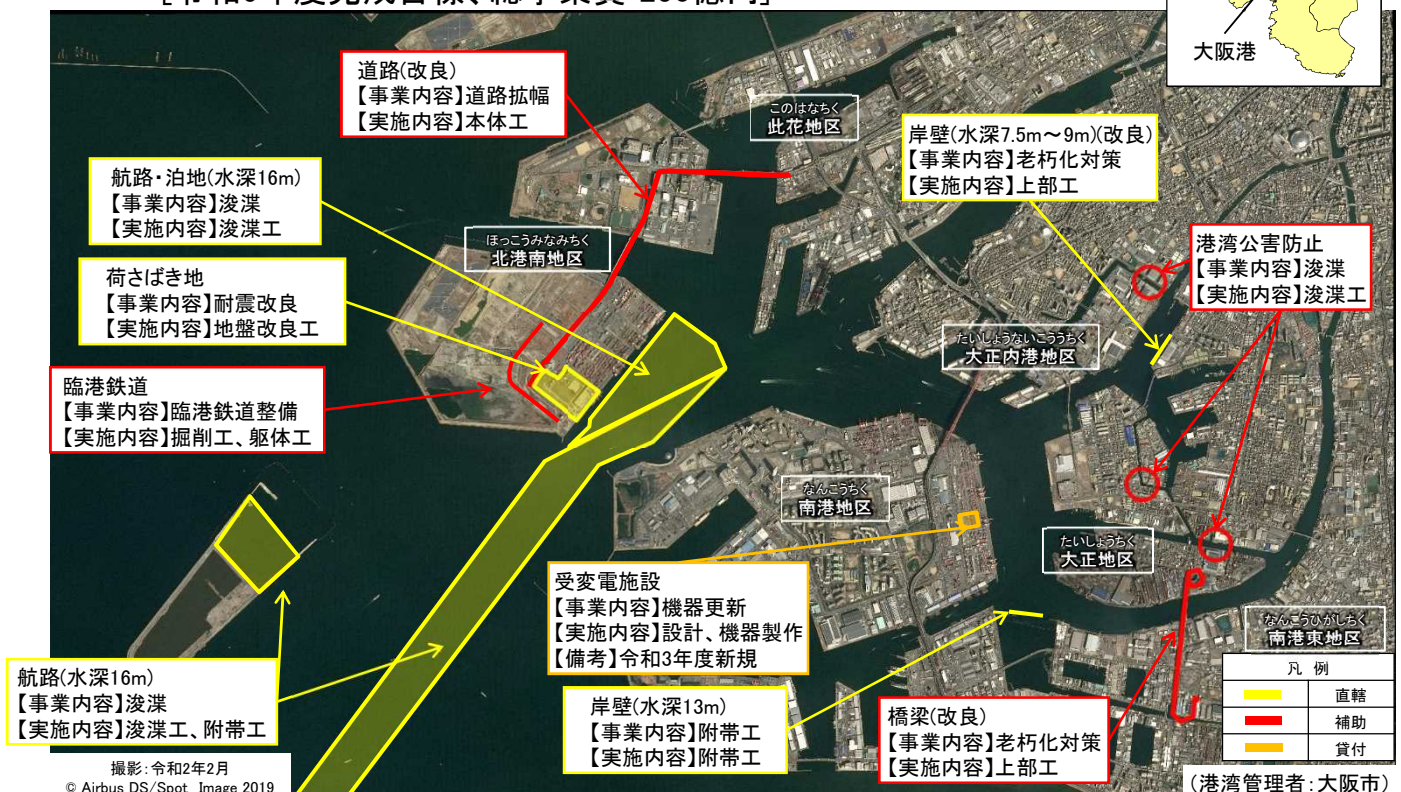 大阪港
道路(改良)
【事業内容】道路拡幅
【実施内容】本体工
このはなちく
此花地区
岸壁(水深7.5m～9m)(改良)
【事業内容】老朽化対策
【実施内容】上部工
航路・泊地(水深16m)
【事業内容】浚渫
【実施内容】浚渫工
ほっこうみなみちく
北港南地区
港湾公害防止
【事業内容】浚渫
【実施内容】浚渫工
荷さばき地
【事業内容】耐震改良
【実施内容】地盤改良工
たいしょうないこうちく
大正内港地区
臨港鉄道
【事業内容】臨港鉄道整備
【実施内容】掘削工、躯体工
なんこうちく
南港地区
たいしょうちく
大正地区
受変電施設
【事業内容】機器更新
【実施内容】設計、機器製作
【備考】令和3年度新規
なんこうひがしちく
南港東地区
航路(水深16m)
【事業内容】浚渫
【実施内容】浚渫工、附帯工
岸壁(水深13m)
【事業内容】附帯工
【実施内容】附帯工
橋梁(改良)
【事業内容】老朽化対策
【実施内容】上部工
凡 例
直轄
補助
貸付
撮影:令和2年2月
© Airbus DS/Spot Image 2019
(港湾管理者:大阪市)